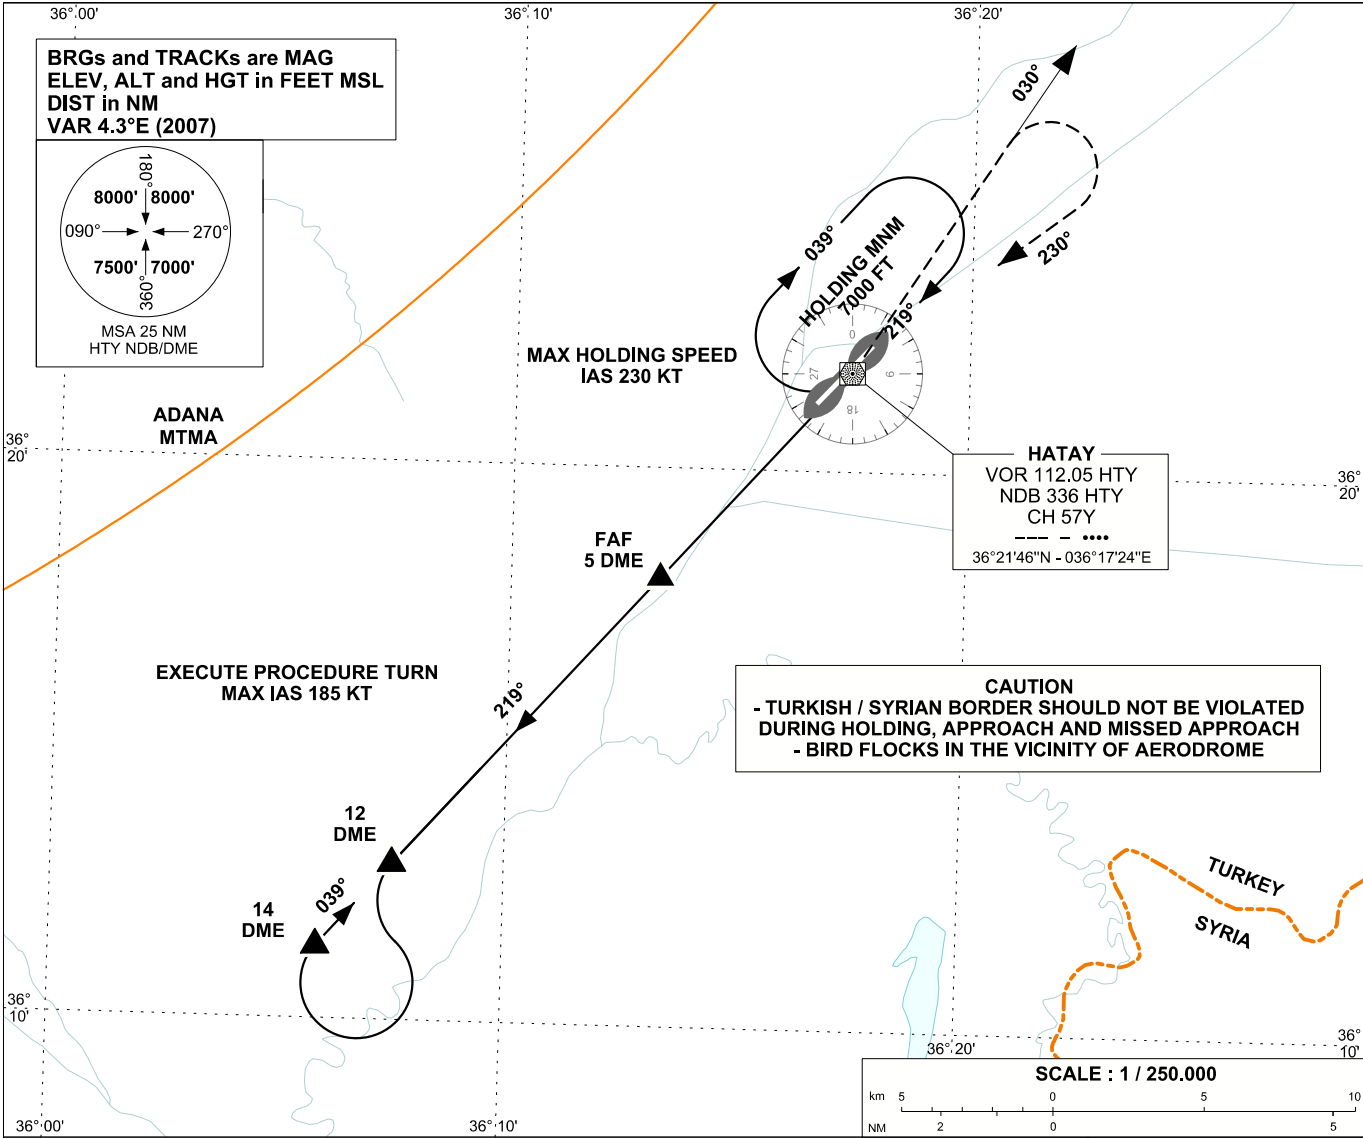 36°00'
36°10'
36°20'
BRGs and TRACKs are MAG
ELEV, ALT and HGT in FEET MSL
DIST in NM
VAR 4.3°E (2007)
180°
8000' 8000'
090° 270°
7500' 7000'
360°
MSA 25 NM
HTY NDB/DME
030°
230°
039°
HOLDING MNM
7000 FT
219°
0
9
18
27
MAX HOLDING SPEED
IAS 230 KT
ADANA
MTMA
36°
20'
HATAY
VOR 112.05 HTY
NDB 336 HTY
CH 57Y
36°21'46"N - 036°17'24"E
36°
20'
FAF
5 DME
EXECUTE PROCEDURE TURN
MAX IAS 185 KT
219°
CAUTION
- TURKISH / SYRIAN BORDER SHOULD NOT BE VIOLATED
DURING HOLDING, APPROACH AND MISSED APPROACH
- BIRD FLOCKS IN THE VICINITY OF AERODROME
12
DME
14
DME
039°
TURKEY
SYRIA
36°
10'
36°
10'
36°20'
SCALE : 1 / 250.000
km 5 0 5 10
NM 2 0 5
36°00'
36°10'